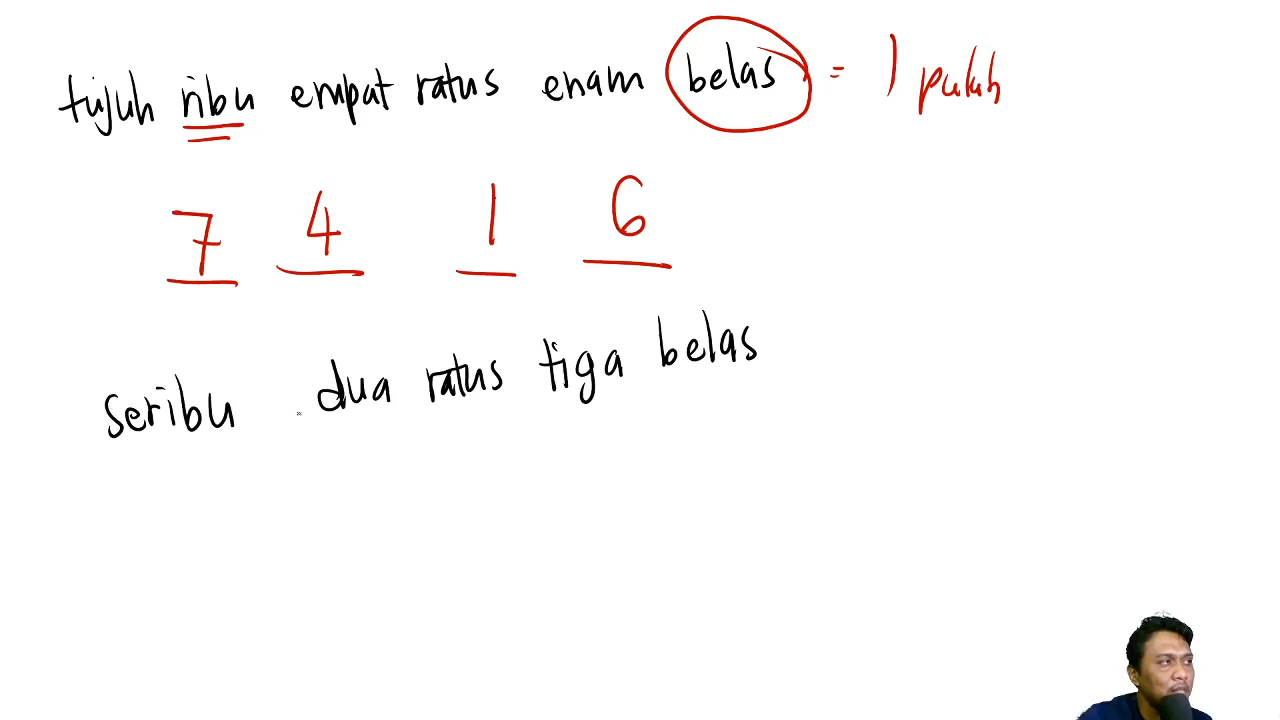 tujuh ribu empat ratus enam belas = 1 puluh
7 4 1 6
seribu dua ratus tiga belas